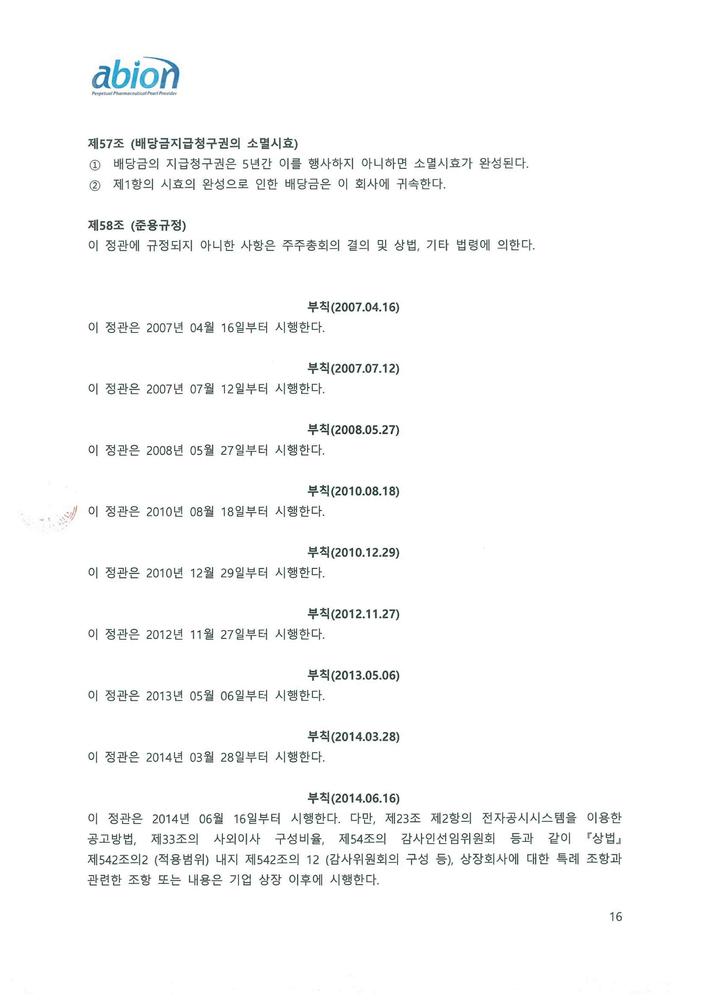 abion
Perpetual Pharmaceutical Pearl Provider
제57조 (배당금지급청구권의 소멸시효)
① 배당금의 지급청구권은 5년간 이를 행사하지 아니하면 소멸시효가 완성된다.
② 제1항의 시효의 완성으로 인한 배당금은 이 회사에 귀속한다.
제58조 (준용규정)
이 정관에 규정되지 아니한 사항은 주주총회의 결의 및 상법, 기타 법령에 의한다.
부칙(2007.04.16)
이 정관은 2007년 04월 16일부터 시행한다.
부칙(2007.07.12)
이 정관은 2007년 07월 12일부터 시행한다.
부칙(2008.05.27)
이 정관은 2008년 05월 27일부터 시행한다.
부칙(2010.08.18)
이 정관은 2010년 08월 18일부터 시행한다.
부칙(2010.12.29)
이 정관은 2010년 12월 29일부터 시행한다.
부칙(2012.11.27)
이 정관은 2012년 11월 27일부터 시행한다.
부칙(2013.05.06)
이 정관은 2013년 05월 06일부터 시행한다.
부칙(2014.03.28)
이 정관은 2014년 03월 28일부터 시행한다.
부칙(2014.06.16)
이 정관은 2014년 06월 16일부터 시행한다. 다만, 제23조 제2항의 전자공시시스템을 이용한
공고방법, 제33조의 사외이사 구성비율, 제54조의 감사인선임위원회 등과 같이 『상법』
제542조의2 (적용범위) 내지 제542조의 12 (감사위원회의 구성 등), 상장회사에 대한 특례 조항과
관련한 조항 또는 내용은 기업 상장 이후에 시행한다.
16